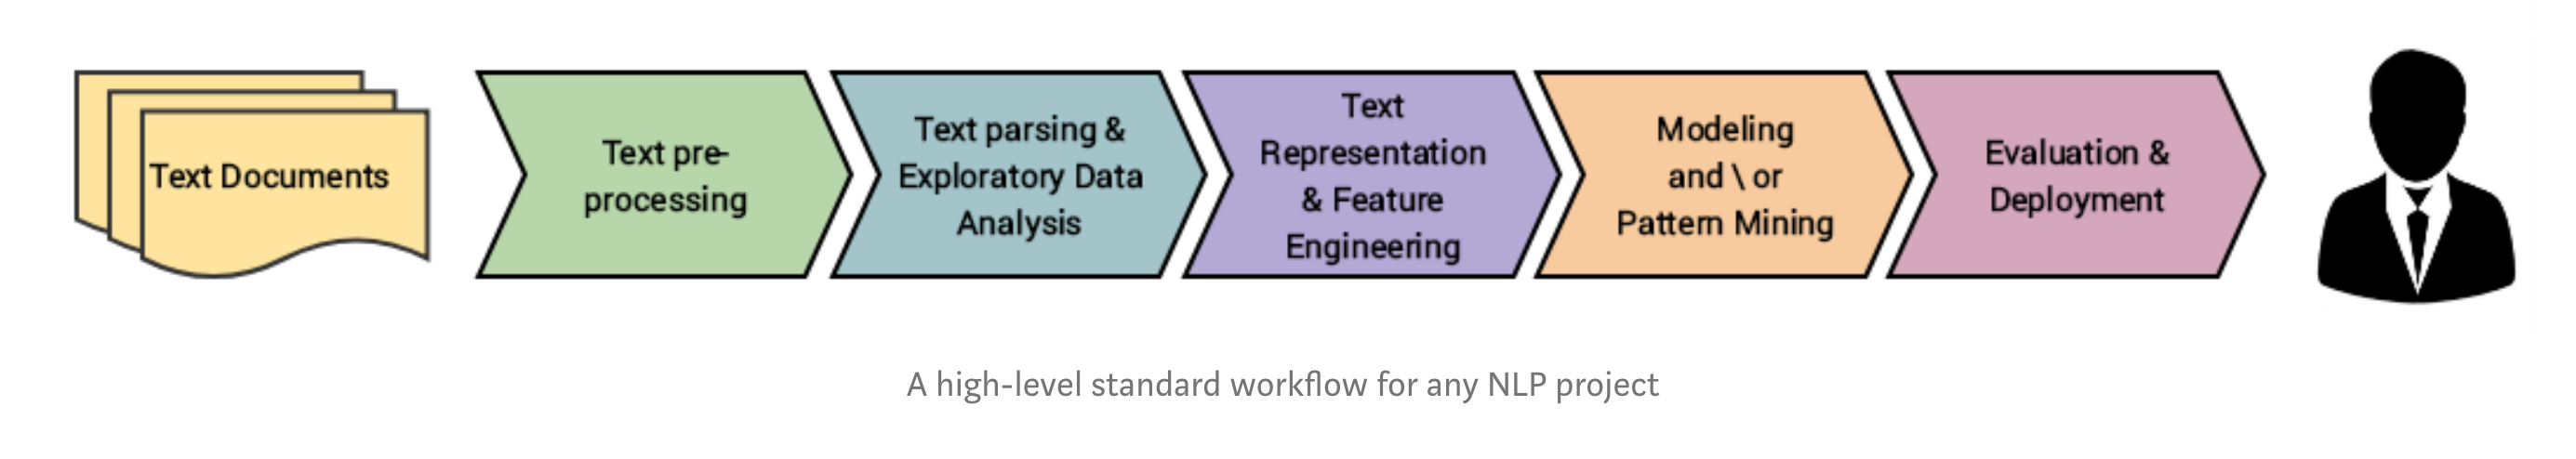 Text Documents
Text pre-
processing
Text parsing &
Exploratory Data
Analysis
Text
Representation
& Feature
Engineering
Modeling
and \ or
Pattern Mining
Evaluation &
Deployment
A high-level standard workflow for any NLP project